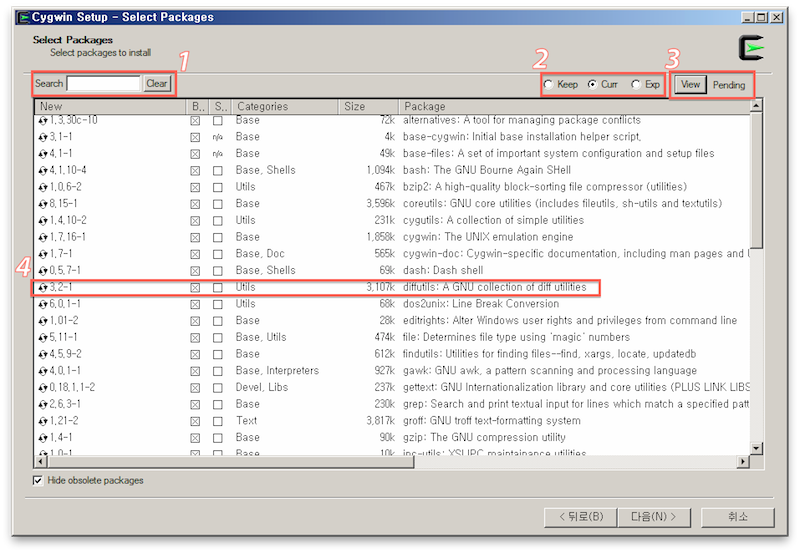 Cygwin Setup - Select Packages
Select Packages
Select packages to install
1 2 3
Search Clear Keep Curr Exp View Pending
New B.. S.. Categories Size Package
1,3,30c-10 Base 72k alternatives: A tool for managing package conflicts
3,1-1 n/a Base 4k base-cygwin: Initial base installation helper script,
4,1-1 n/a Base 49k base-files: A set of important system configuration and setup files
4,1,10-4 Base, Shells 1,094k bash: The GNU Bourne Again SHell
1,0,6-2 Utils 467k bzip2: A high-quality block-sorting file compressor (utilities)
8,15-1 Base 3,596k coreutils: GNU core utilities (includes fileutils, sh-utils and textutils)
1,4,10-2 Utils 231k cygutils: A collection of simple utilities
1,7,16-1 Base 1,858k cygwin: The UNIX emulation engine
1,7-1 Base, Doc 565k cygwin-doc: Cygwin-specific documentation, including man pages and
0,5,7-1 Base, Shells 69k dash: Dash shell
4
3,2-1 Utils 3,107k diffutils: A GNU collection of diff utilities
6,0,1-1 Utils 68k dos2unix: Line Break Conversion
1,01-2 Base 28k editrights: Alter Windows user rights and privileges from command line
5,11-1 Base, Utils 474k file: Determines file type using 'magic' numbers
4,5,9-2 Base 612k findutils: Utilities for finding files--find, xargs, locate, updatedb
4,0,1-1 Base, Interpreters 927k gawk: GNU awk, a pattern scanning and processing language
0,18,1,1-2 Devel, Libs 237k gettext: GNU Internationalization library and core utilities (PLUS LINK LIBS
2,6,3-1 Base 230k grep: Search and print textual input for lines which match a specified patt
1,21-2 Text 3,817k groff: GNU troff text-formatting system
1,4-1 Base 90k gzip: The GNU compression utility
1,0-1 Base 10k ipc-utils: XSI IPC maintainance utilities
Hide obsolete packages
< 뒤로(B) 다음(N) > 취소